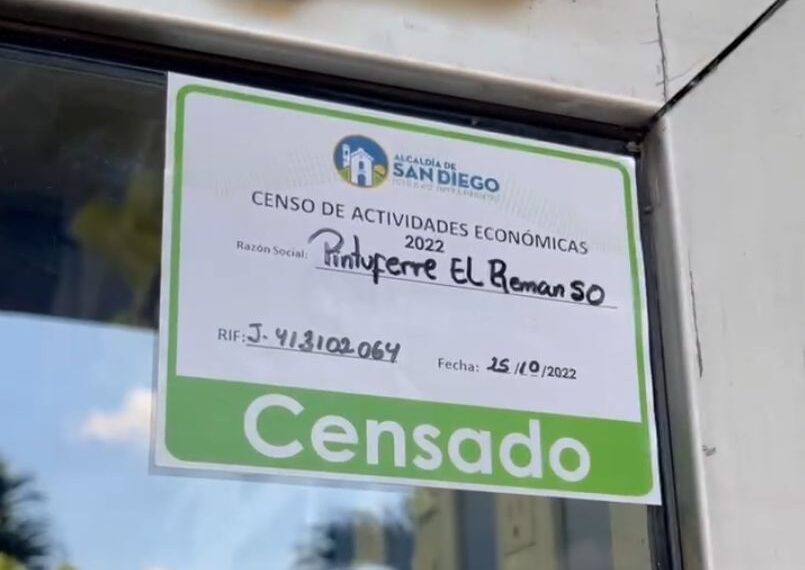 ALCALDÍA DE
SAN DIEGO
CENSO DE ACTIVIDADES ECONÓMICAS
2022
Razón Social: Pintuferre EL Remanso
RIF: J-413102064
Fecha: 25/10/2022
Censado